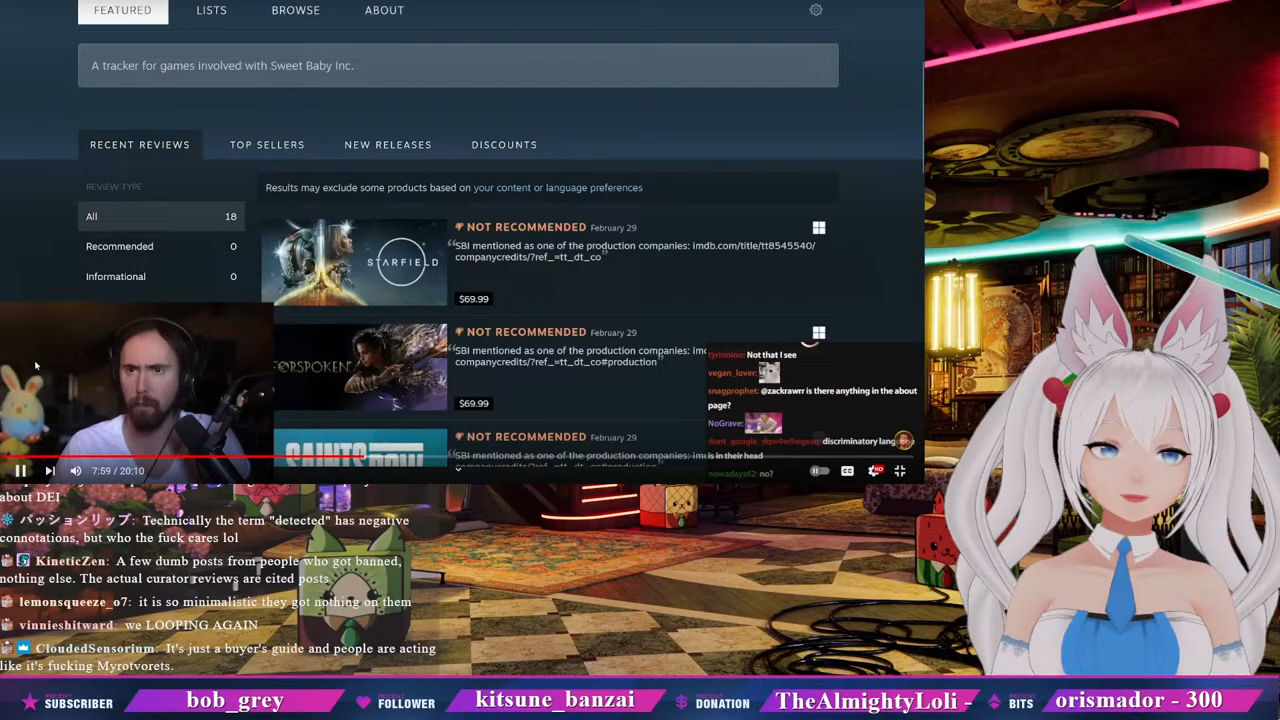 FEATURED LISTS BROWSE ABOUT
A tracker for games involved with Sweet Baby Inc.
RECENT REVIEWS TOP SELLERS NEW RELEASES DISCOUNTS
REVIEW TYPE
Results may exclude some products based on your content or language preferences
All 18
Recommended 0
Informational 0
STARFIELD
NOT RECOMMENDED February 29
SBI mentioned as one of the production companies: imdb.com/title/tt8545540/
companycredits/?ref_=tt_dt_co
$69.99
NOT RECOMMENDED February 29
SBI mentioned as one of the production companies:
companycredits/?ref_=tt_dt_co#production
$69.99
SAINTS ROW
NOT RECOMMENDED February 29
SBI mentioned as one of the production companies:
Not that I see
vegan_lover:
snagprophet: @zackrawrr is there anything in the about
page?
NoGrave:
discriminatory
is in their head
nowadays62: no?
7:59 / 20:10
CC
HD
about DEI
パッションリップ: Technically the term "detected" has negative
connotations, but who the fuck cares lol
KineticZen: A few dumb posts from people who got banned,
nothing else. The actual curator reviews are cited posts
lemonsqueeze_o7: it is so minimalistic they got nothing on them
vinnieshitward: we LOOPING AGAIN
CloudedSensorium: It's just a buyer's guide and people are acting
like it's fucking Myrotvorets.
RECENT SUBSCRIBER bob_grey RECENT FOLLOWER kitsune_banzai RECENT DONATION TheAlmightyLoli - RECENT BITS orismador - 300